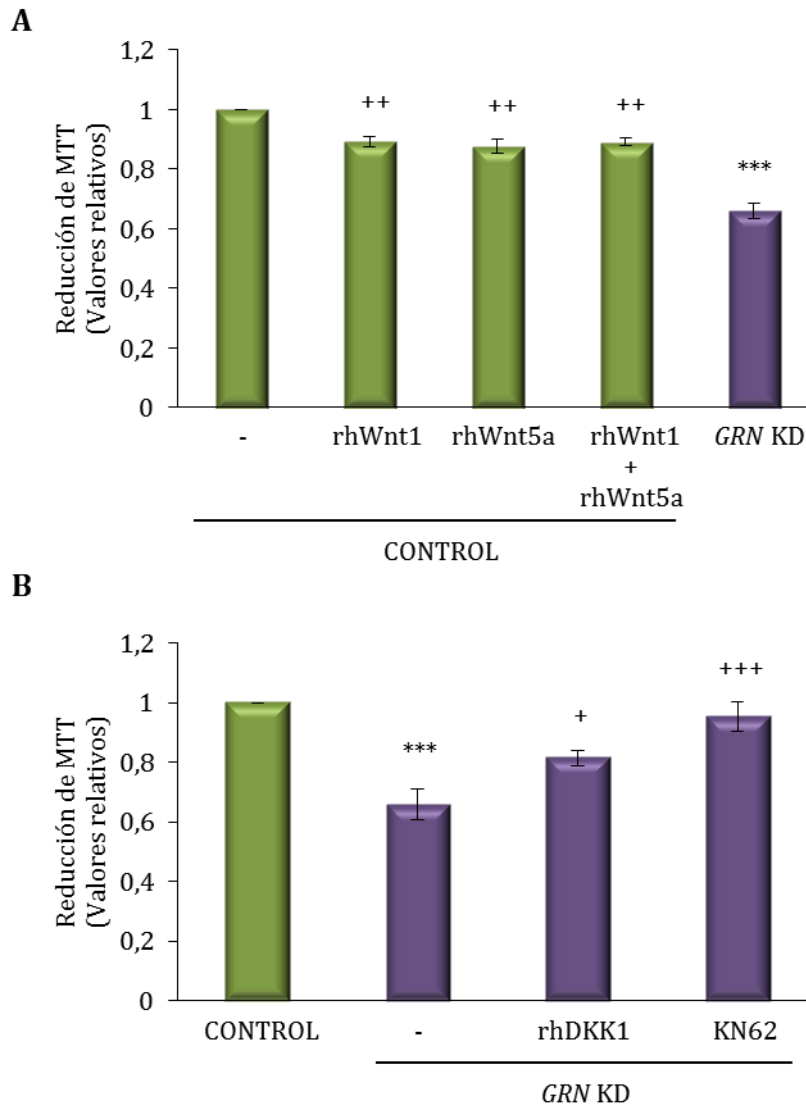 A
1,2
1
0,8
0,6
0,4
0,2
0
Reducción de MTT
(Valores relativos)
++
++
++
***
-
rhWnt1
rhWnt5a
rhWnt1
+
rhWnt5a
GRN KD
CONTROL
B
1,2
1
0,8
0,6
0,4
0,2
0
Reducción de MTT
(Valores relativos)
***
+
+++
CONTROL
-
rhDKK1
KN62
GRN KD